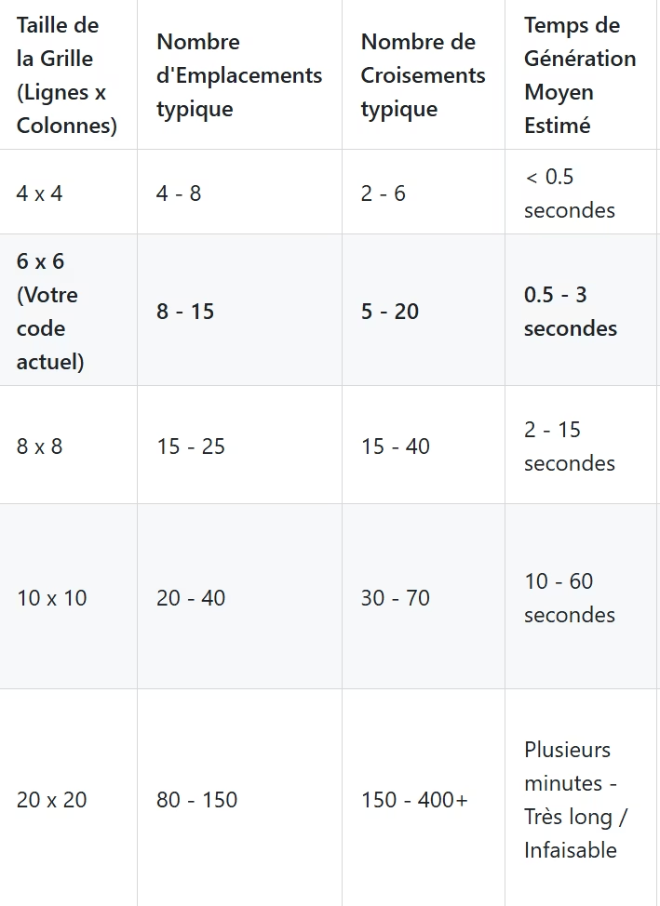 Taille de
la Grille
(Lignes x
Colonnes)
Nombre
d'Emplacements
typique
Nombre de
Croisements
typique
Temps de
Génération
Moyen
Estimé
4 x 4
4 - 8
2 - 6
< 0.5
secondes
6 x 6
(Votre
code
actuel)
8 - 15
5 - 20
0.5 - 3
secondes
8 x 8
15 - 25
15 - 40
2 - 15
secondes
10 x 10
20 - 40
30 - 70
10 - 60
secondes
20 x 20
80 - 150
150 - 400+
Plusieurs
minutes -
Très long /
Infaisable